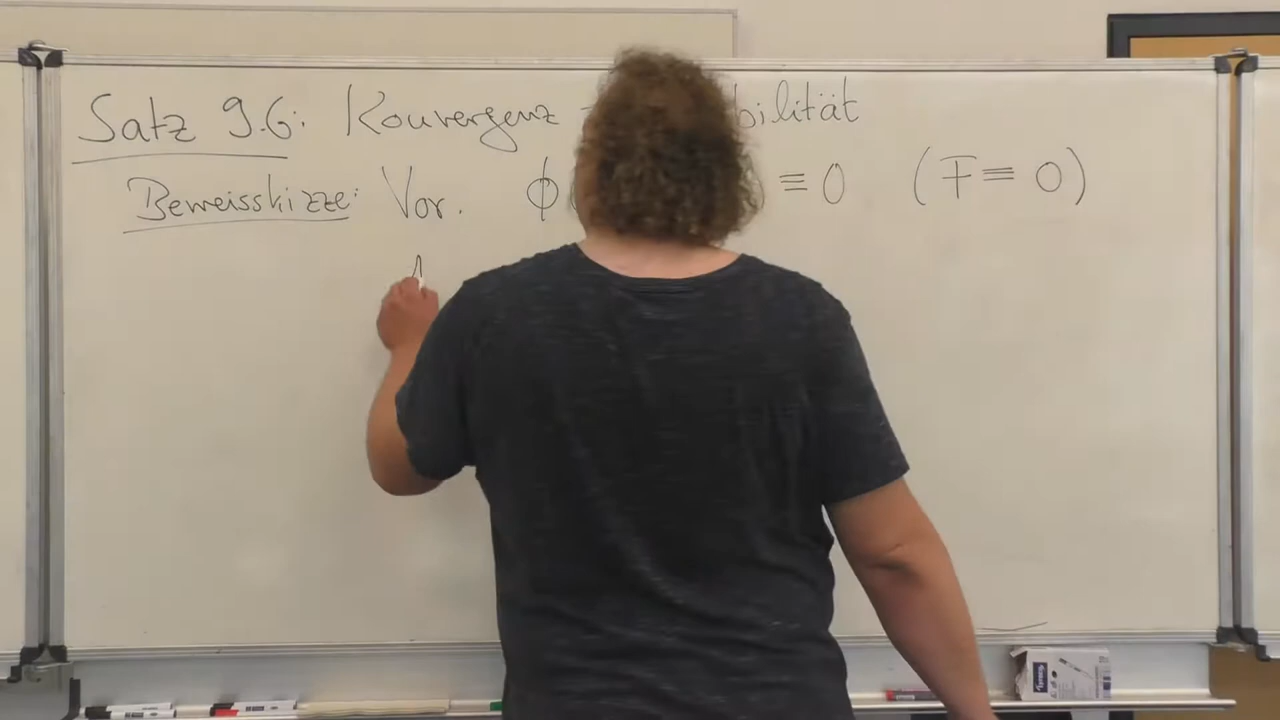 Satz 9.6: Konvergenz bilität
Beweisskizze: Vor. ϕ ≡ 0 (F ≡ 0)